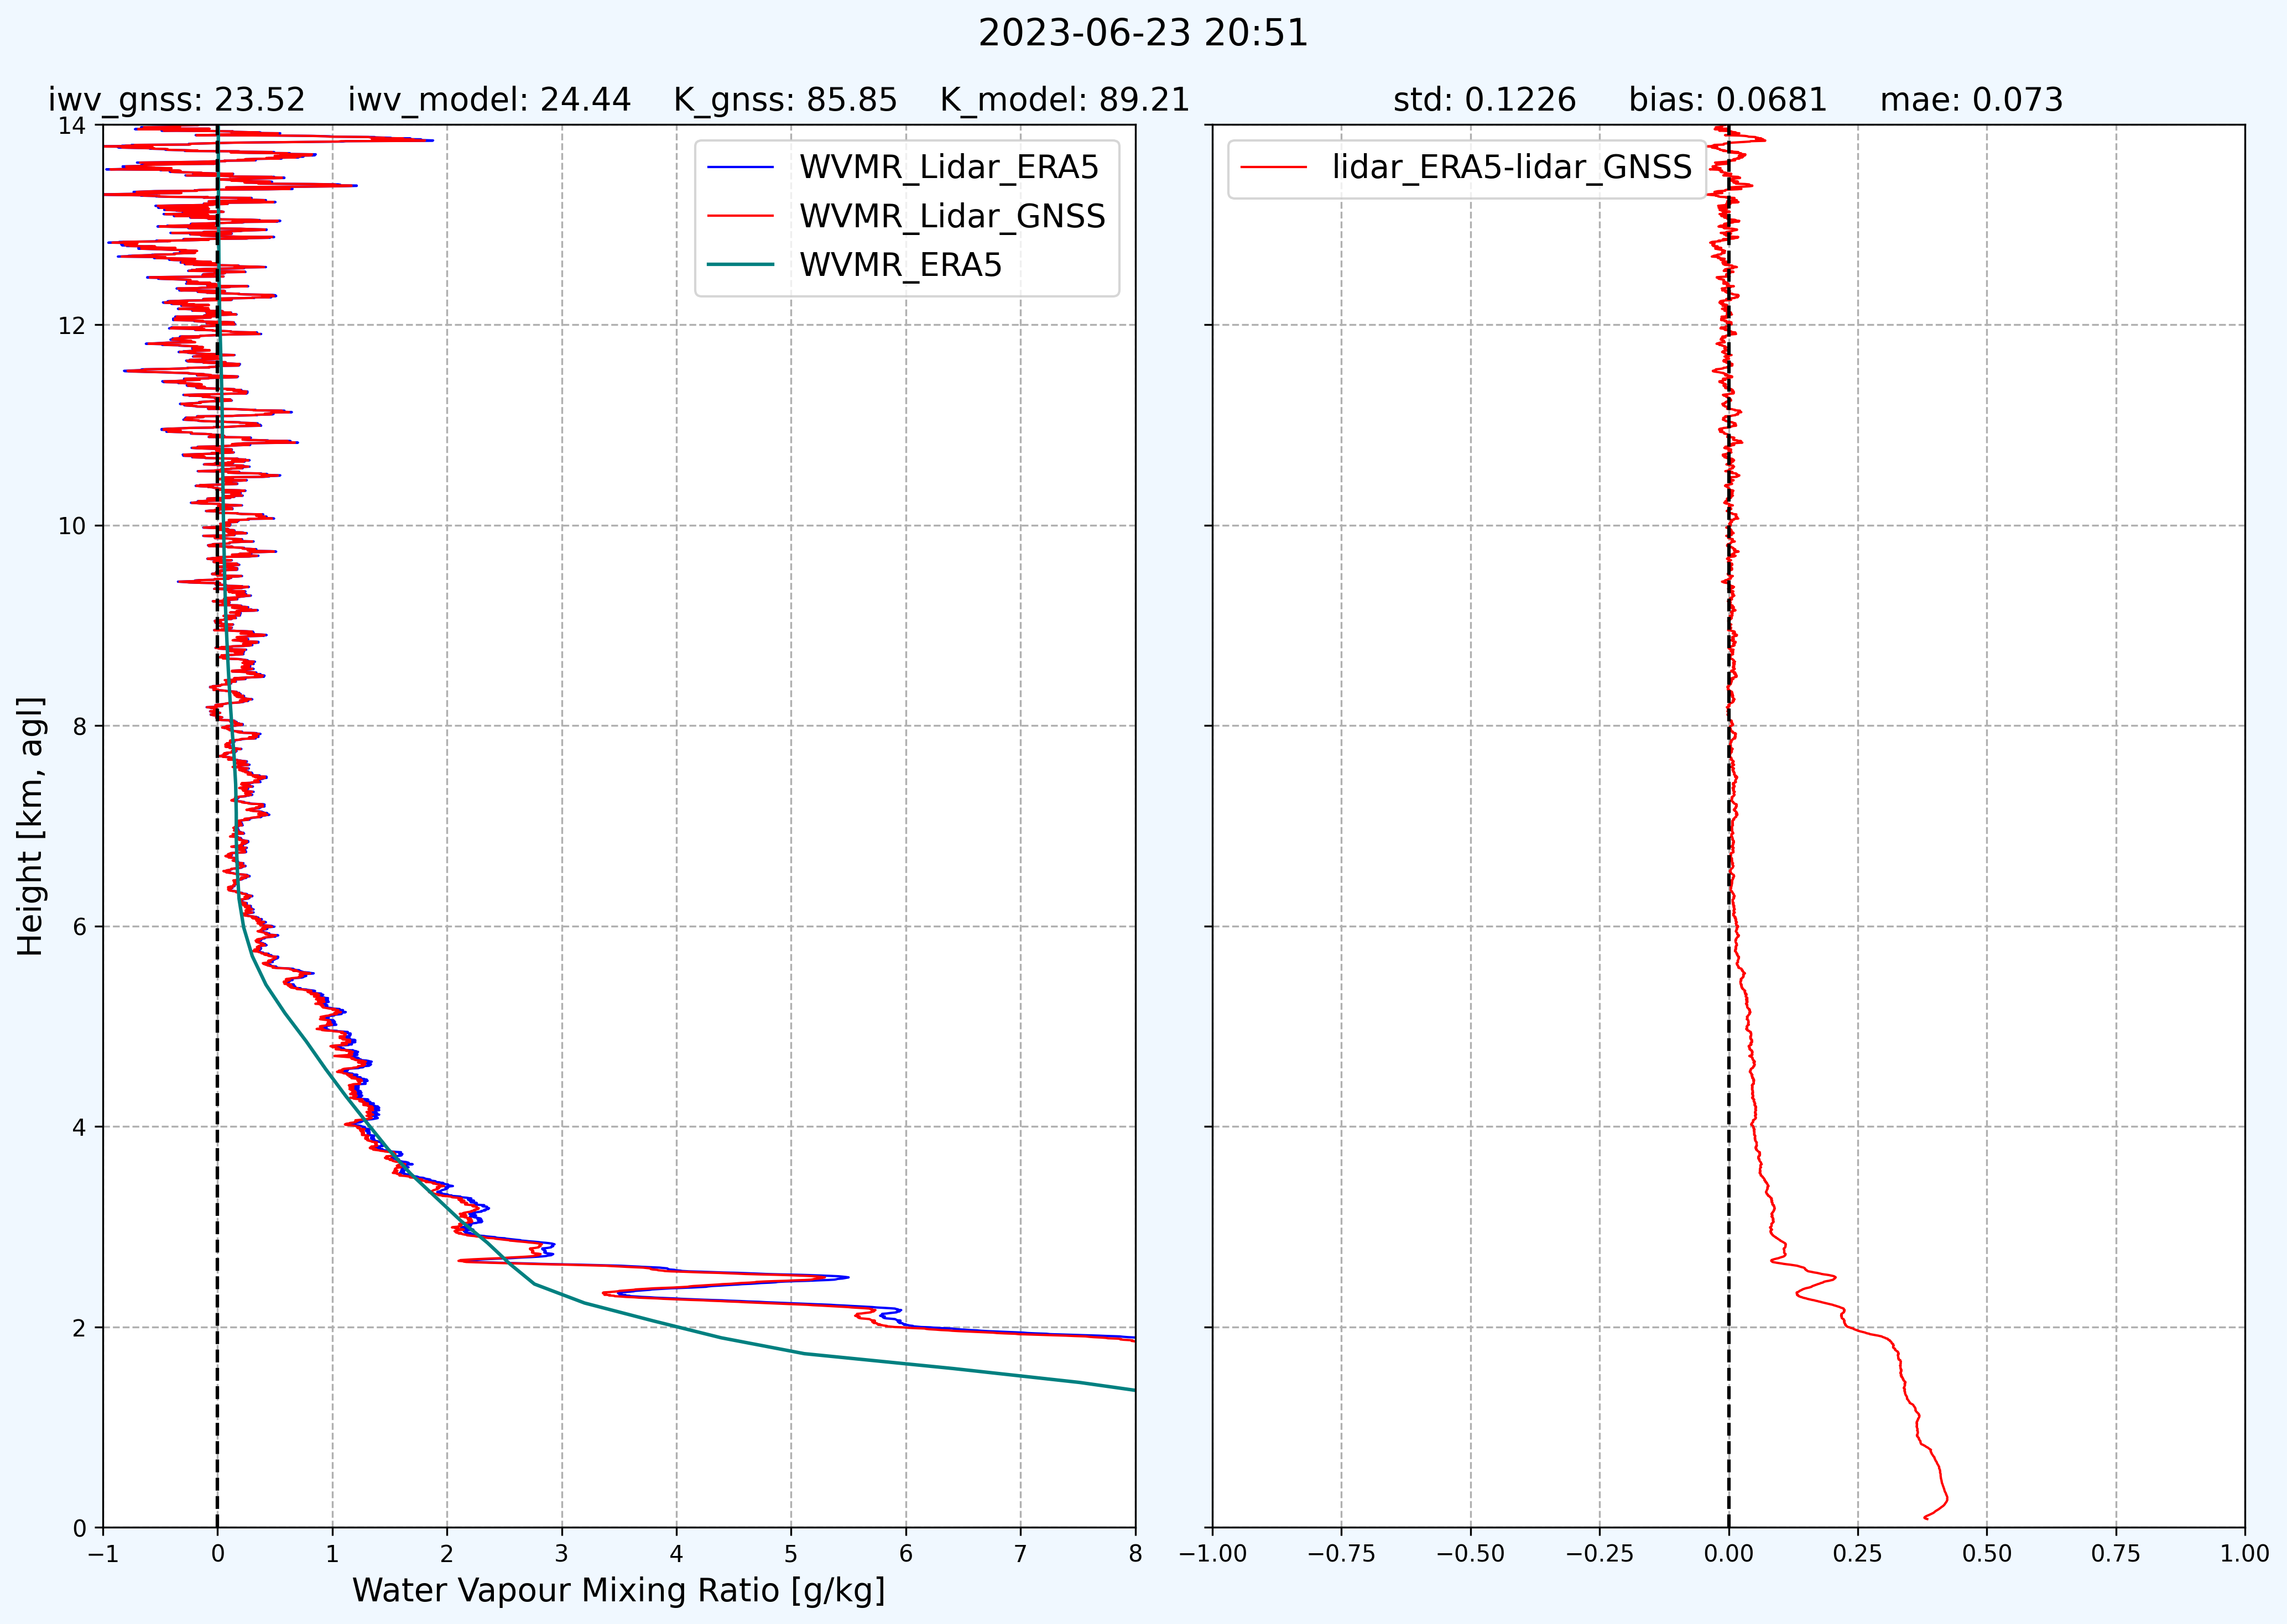 2023-06-23 20:51
iwv_gnss: 23.52 iwv_model: 24.44 K_gnss: 85.85 K_model: 89.21
std: 0.1226 bias: 0.0681 mae: 0.073
WVMR_Lidar_ERA5
WVMR_Lidar_GNSS
WVMR_ERA5
lidar_ERA5-lidar_GNSS
Height [km, agl]
14
12
10
8
6
4
2
0
−1 0 1 2 3 4 5 6 7 8
Water Vapour Mixing Ratio [g/kg]
−1.00 −0.75 −0.50 −0.25 0.00 0.25 0.50 0.75 1.00